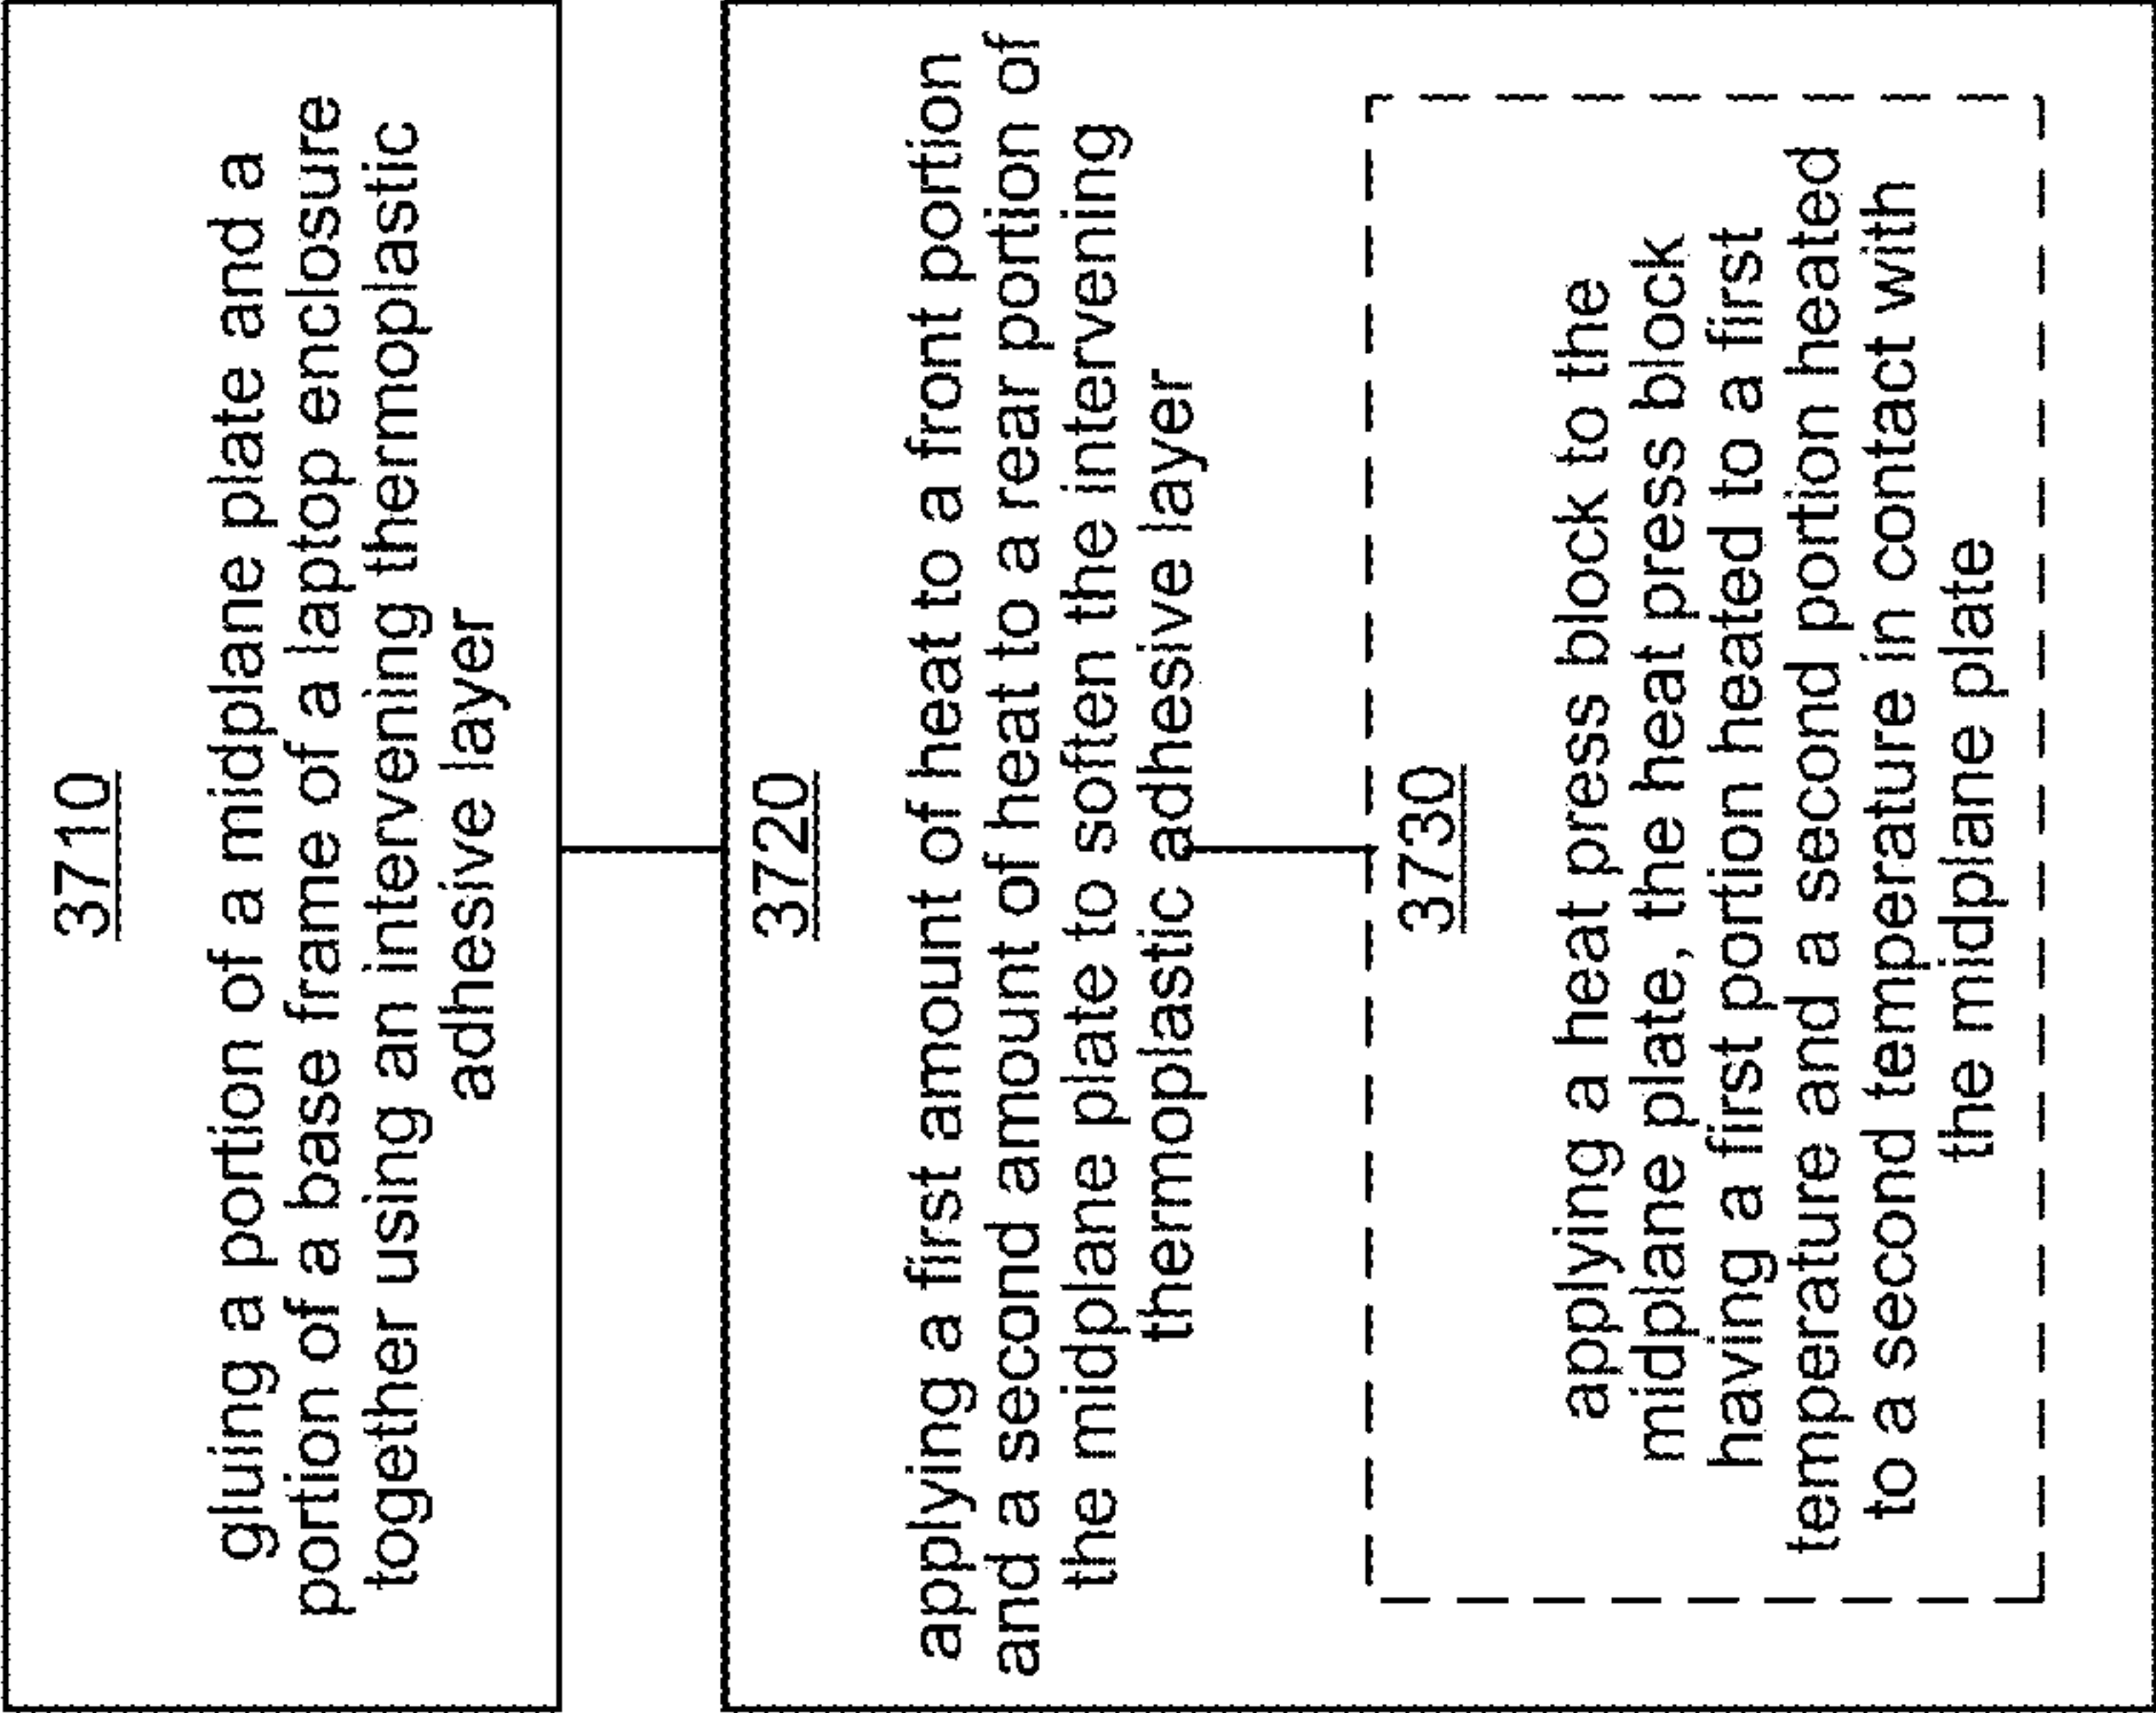 3710
gluing a portion of a midplane plate and a
portion of a base frame of a laptop enclosure
together using an intervening thermoplastic
adhesive layer
3720
applying a first amount of heat to a front portion
and a second amount of heat to a rear portion of
the midplane plate to soften the intervening
thermoplastic adhesive layer
3730
applying a heat press block to the
midplane plate, the heat press block
having a first portion heated to a first
temperature and a second portion heated
to a second temperature in contact with
the midplane plate